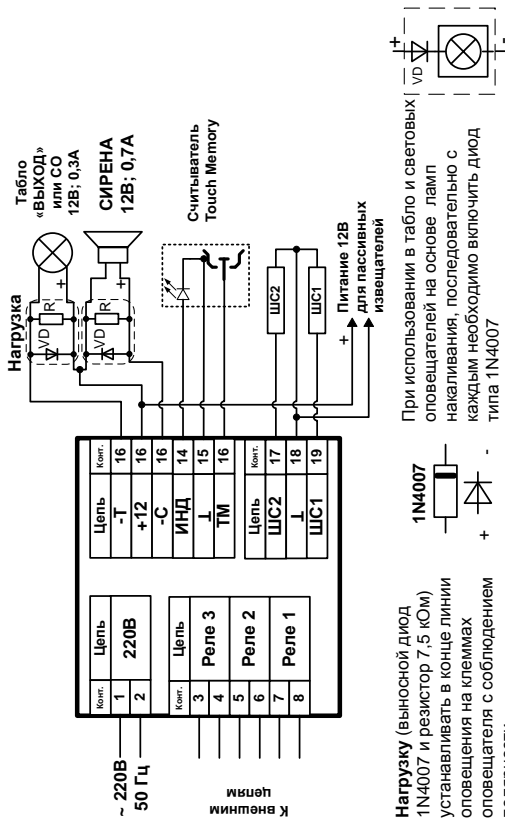 Нагрузка
Табло
«ВЫХОД»
или СО
12В; 0,3А
СИРЕНА
12В; 0,7А
VD
R
+
VD
R
+
Считыватель
Touch Memory
ШС2
ШС1
+
Питание 12В
для пассивных
извещателей
~ 220В
50 Гц
Конт. Цепь
1 220В
2
Конт. Цепь
3 Реле 3
4
5 Реле 2
6
7 Реле 1
8
К внешним
цепям
Цепь Конт.
-Т 16
+12 16
-С 16
ИНД 14
⊥ 15
ТМ 16
Цепь Конт.
ШС2 17
⊥ 18
ШС1 19
Нагрузку (выносной диод
1N4007 и резистор 7,5 кОм)
устанавливать в конце линии
оповещения на клеммах
оповещателя с соблюдением
1N4007
+ -
При использовании в табло и световых
оповещателей на основе ламп
накаливания, последовательно с
каждым необходимо включить диод
типа 1N4007
+
VD
-